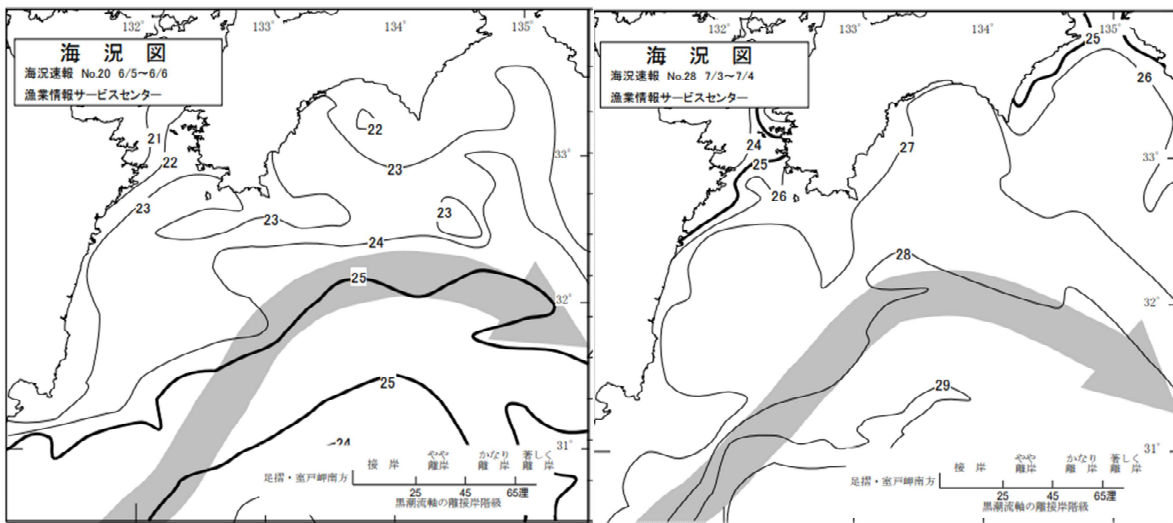 132°
133°
134°
135°
海況図
海況速報 No.20 6/5~6/6
漁業情報サービスセンター
21
22
22
23
23
33°
23
23
24
25
32°
25
24
31°
接岸
やや離岸
かなり離岸
著しく離岸
足摺・室戸岬南方
25
45
65浬
黒潮流軸の離接岸階級
132°
133°
134°
135°
25
海況図
海況速報 No.28 7/3~7/4
漁業情報サービスセンター
26
24
27
25
33°
26
28
32°
29
31°
接岸
やや離岸
かなり離岸
著しく離岸
足摺・室戸岬南方
25
45
65浬
黒潮流軸の離接岸階級